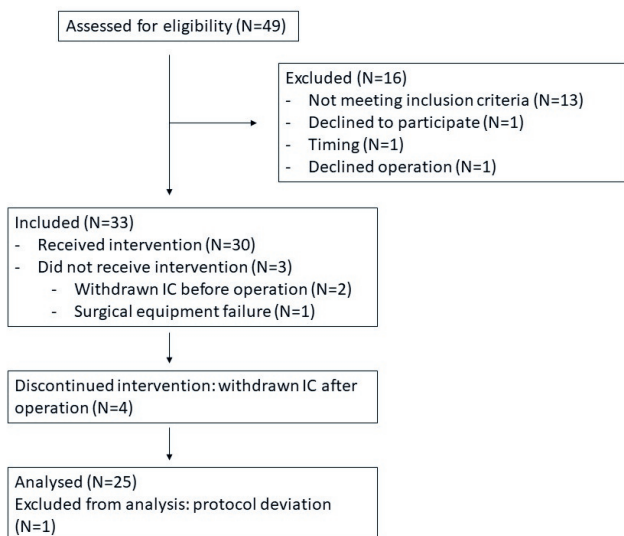 Assessed for eligibility (N=49)
Excluded (N=16)
- Not meeting inclusion criteria (N=13)
- Declined to participate (N=1)
- Timing (N=1)
- Declined operation (N=1)
Included (N=33)
- Received intervention (N=30)
- Did not receive intervention (N=3)
- Withdrawn IC before operation (N=2)
- Surgical equipment failure (N=1)
Discontinued intervention: withdrawn IC after
operation (N=4)
Analysed (N=25)
Excluded from analysis: protocol deviation
(N=1)